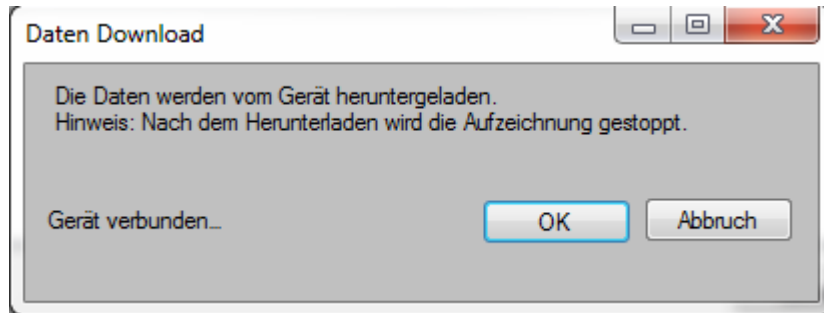 Daten Download
Die Daten werden vom Gerät heruntergeladen.
Hinweis: Nach dem Herunterladen wird die Aufzeichnung gestoppt.
Gerät verbunden...
OK
Abbruch